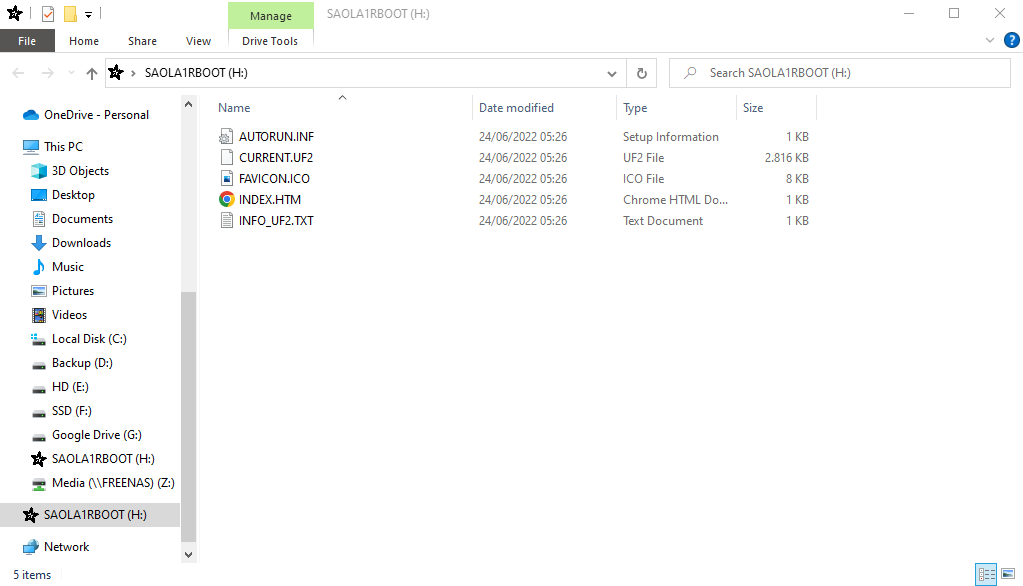 Manage
SAOLA1RBOOT (H:)
File
Home
Share
View
Drive Tools
?
SAOLA1RBOOT (H:)
Search SAOLA1RBOOT (H:)
OneDrive - Personal
This PC
3D Objects
Desktop
Documents
Downloads
Music
Pictures
Videos
Local Disk (C:)
Backup (D:)
HD (E:)
SSD (F:)
Google Drive (G:)
SAOLA1RBOOT (H:)
Media (\\FREENAS) (Z:)
SAOLA1RBOOT (H:)
Network
Name Date modified Type Size
AUTORUN.INF 24/06/2022 05:26 Setup Information 1 KB
CURRENT.UF2 24/06/2022 05:26 UF2 File 2.816 KB
FAVICON.ICO 24/06/2022 05:26 ICO File 8 KB
INDEX.HTM 24/06/2022 05:26 Chrome HTML Do... 1 KB
INFO_UF2.TXT 24/06/2022 05:26 Text Document 1 KB
5 items